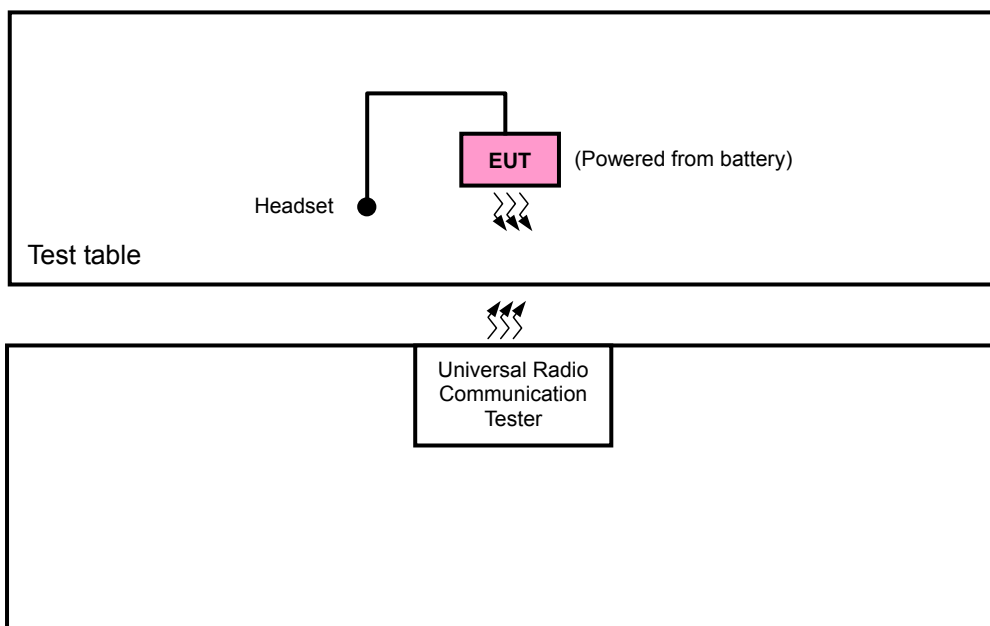 EUT
(Powered from battery)
Headset
Test table
Universal Radio
Communication
Tester